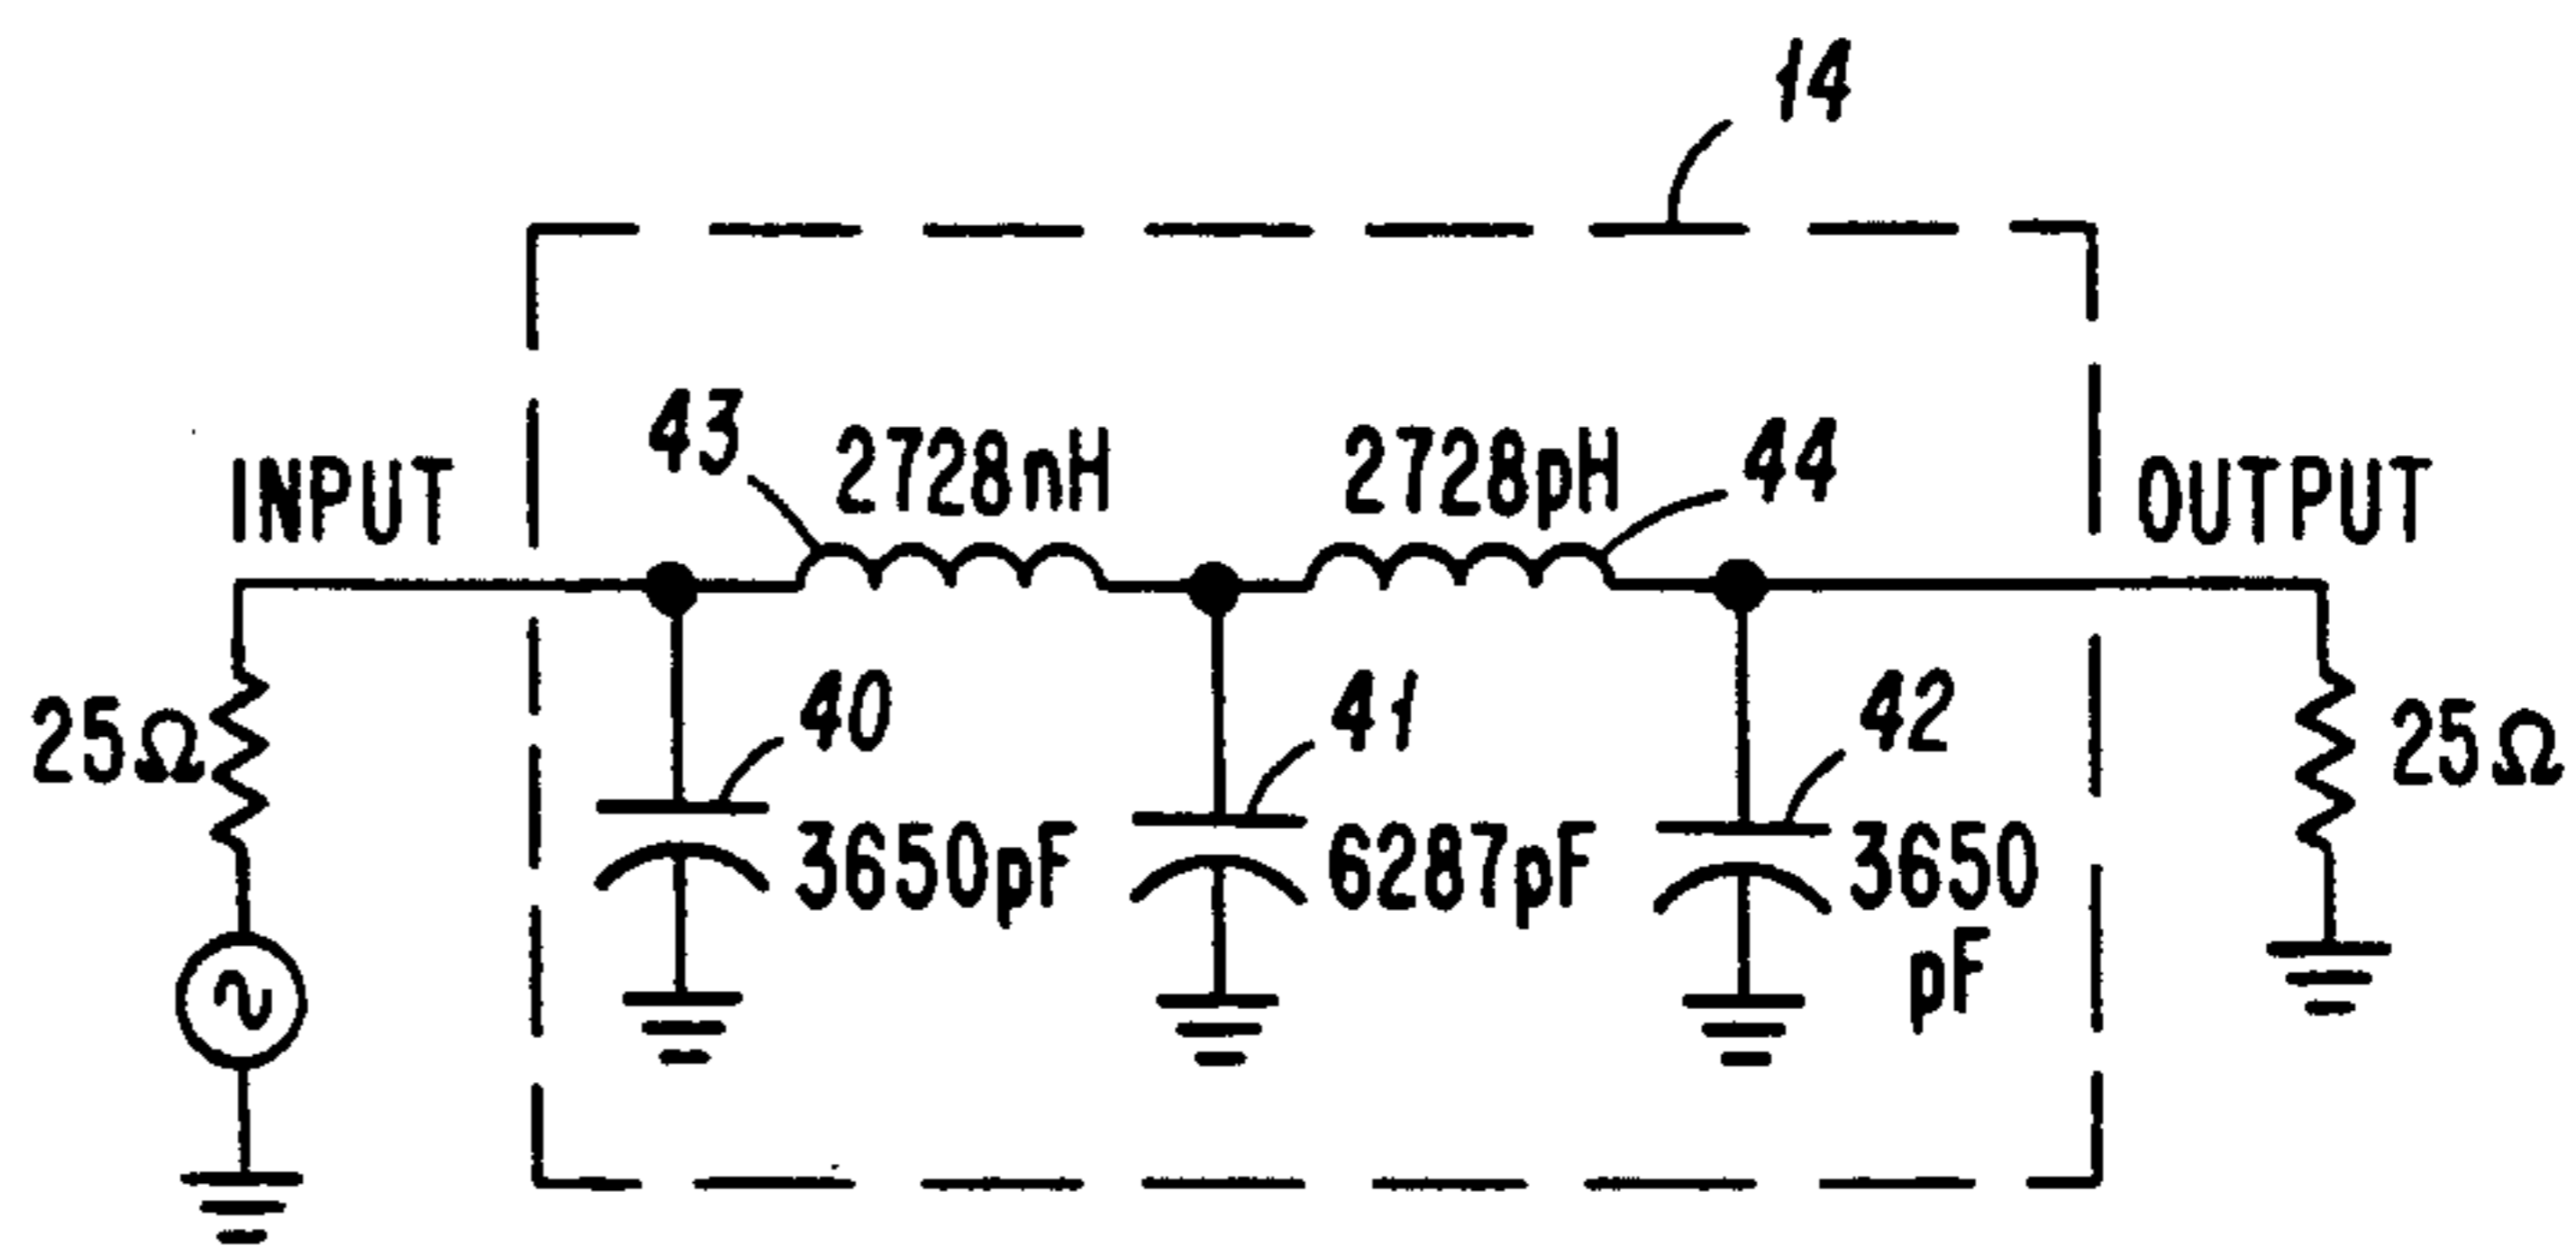 14
43
2728nH
2728pH
44
INPUT
OUTPUT
25Ω
40
3650pF
41
6287pF
42
3650
pF
25Ω